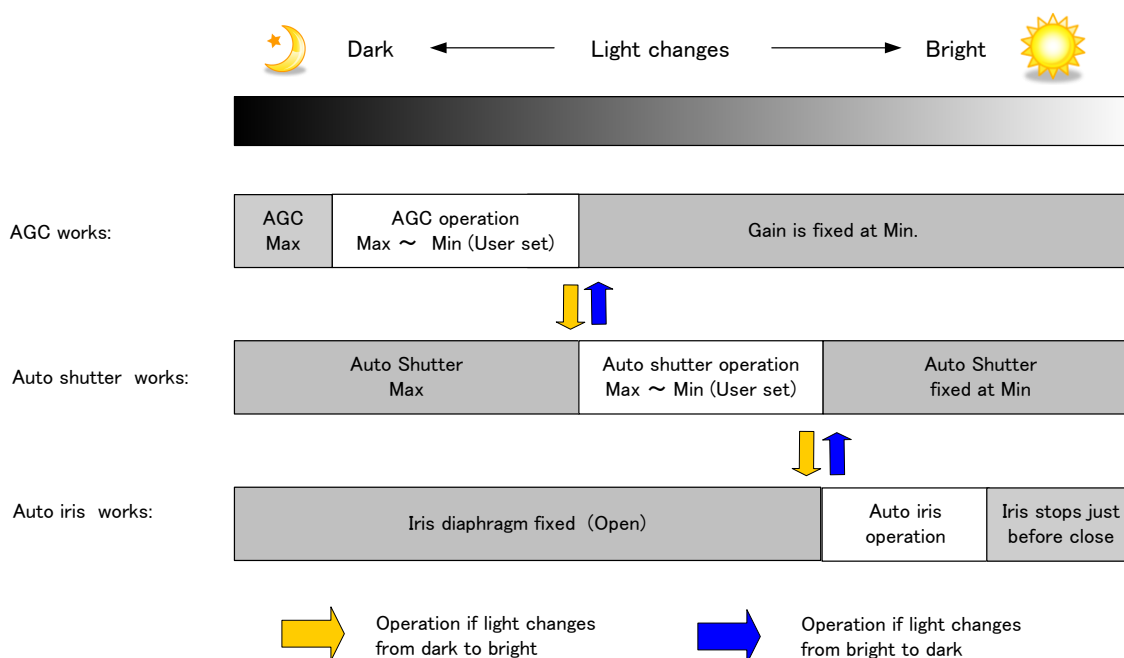 Dark
Light changes
Bright
AGC works:
AGC
Max
AGC operation
Max ～ Min (User set)
Gain is fixed at Min.
Auto shutter works:
Auto Shutter
Max
Auto shutter operation
Max ～ Min (User set)
Auto Shutter
fixed at Min
Auto iris works:
Iris diaphragm fixed (Open)
Auto iris
operation
Iris stops just
before close
Operation if light changes
from dark to bright
Operation if light changes
from bright to dark